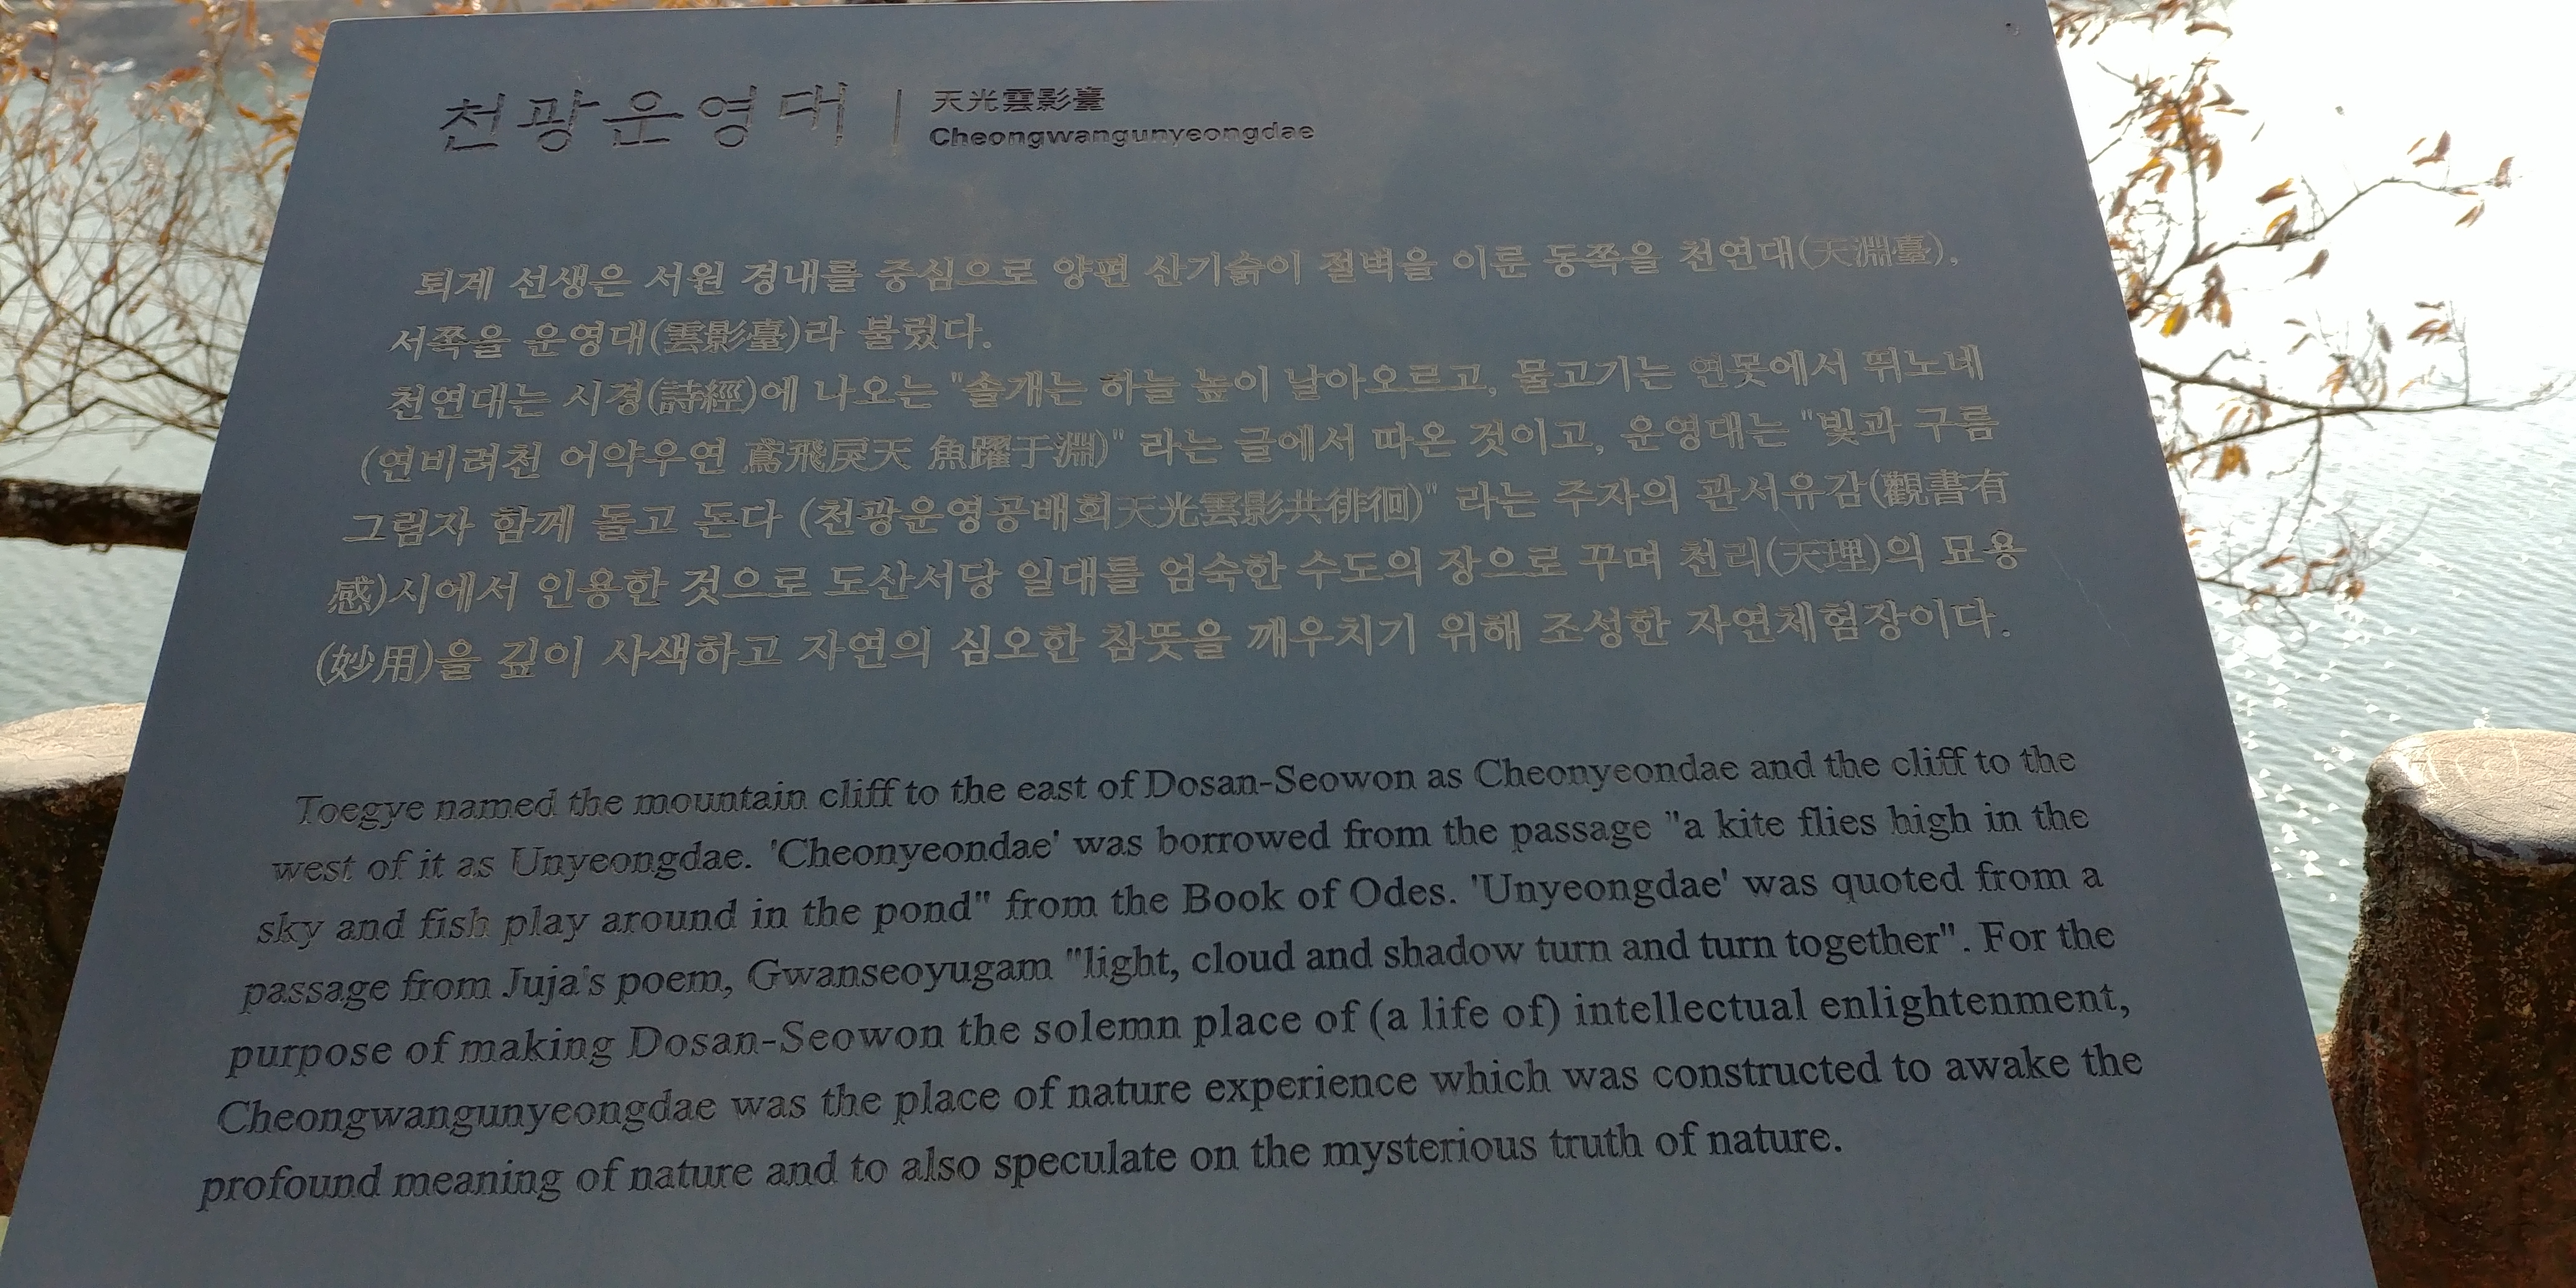 천광운영대 | 天光雲影臺
Cheongwangunyeongdae
퇴계 선생은 서원 경내를 중심으로 양편 산기슭이 절벽을 이룬 동쪽을 천연대(天淵臺),
서쪽을 운영대(雲影臺)라 불렀다.
천연대는 시경(詩經)에 나오는 "솔개는 하늘 높이 날아오르고, 물고기는 연못에서 뛰노네
(연비려천 어약우연 鳶飛戾天 魚躍于淵)" 라는 글에서 따온 것이고, 운영대는 "빛과 구름
그림자 함께 돌고 돈다 (천광운영공배회天光雲影共徘徊)" 라는 주자의 관서유감(觀書有
感)시에서 인용한 것으로 도산서당 일대를 엄숙한 수도의 장으로 꾸며 천리(天理)의 묘용
(妙用)을 깊이 사색하고 자연의 심오한 참뜻을 깨우치기 위해 조성한 자연체험장이다.
Toegye named the mountain cliff to the east of Dosan-Seowon as Cheonyeondae and the cliff to the
west of it as Unyeongdae. 'Cheonyeondae' was borrowed from the passage "a kite flies high in the
sky and fish play around in the pond" from the Book of Odes. 'Unyeongdae' was quoted from a
passage from Juja's poem, Gwanseoyugam "light, cloud and shadow turn and turn together". For the
purpose of making Dosan-Seowon the solemn place of (a life of) intellectual enlightenment,
Cheongwangunyeongdae was the place of nature experience which was constructed to awake the
profound meaning of nature and to also speculate on the mysterious truth of nature.